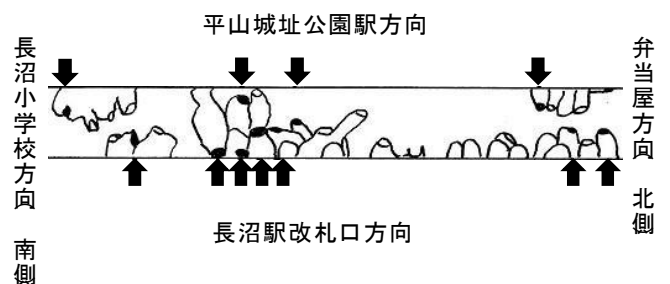 平山城址公園駅方向
長沼小学校方向 南側
弁当屋方向 北側
長沼駅改札口方向